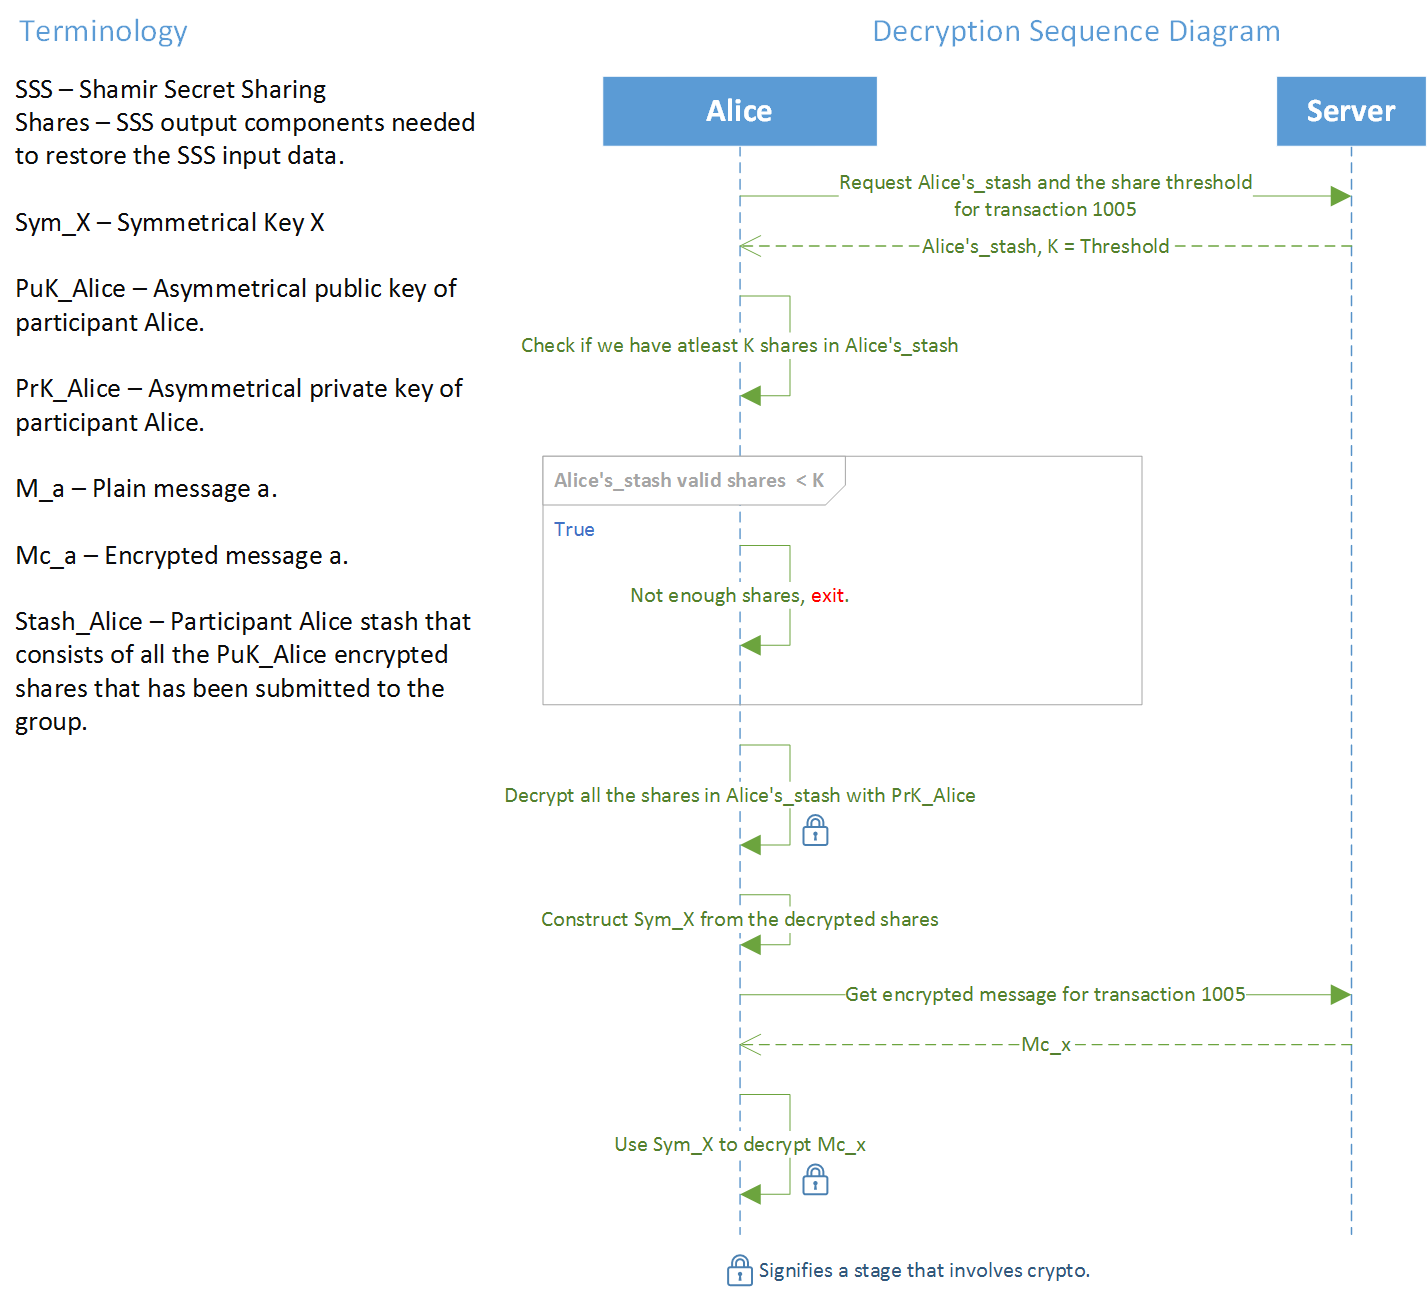 Terminology
SSS – Shamir Secret Sharing
Shares – SSS output components needed
to restore the SSS input data.
Sym_X – Symmetrical Key X
PuK_Alice – Asymmetrical public key of
participant Alice.
PrK_Alice – Asymmetrical private key of
participant Alice.
M_a – Plain message a.
Mc_a – Encrypted message a.
Stash_Alice – Participant Alice stash that
consists of all the PuK_Alice encrypted
shares that has been submitted to the
group.
Decryption Sequence Diagram
Alice
Server
Request Alice's_stash and the share threshold
for transaction 1005
Alice's_stash, K = Threshold
Check if we have atleast K shares in Alice's_stash
Alice's_stash valid shares < K
True
Not enough shares, exit.
Decrypt all the shares in Alice's_stash with PrK_Alice
Construct Sym_X from the decrypted shares
Get encrypted message for transaction 1005
Mc_x
Use Sym_X to decrypt Mc_x
Signifies a stage that involves crypto.